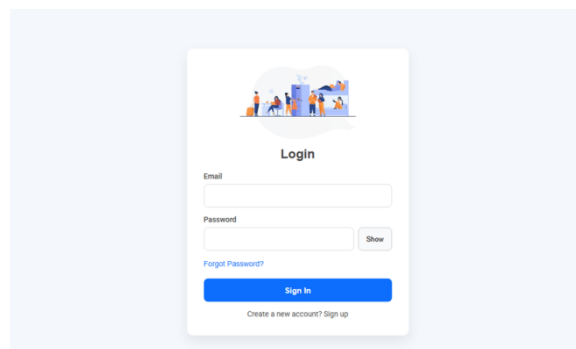 Login
Email
Password
Show
Forgot Password?
Sign In
Create a new account? Sign up